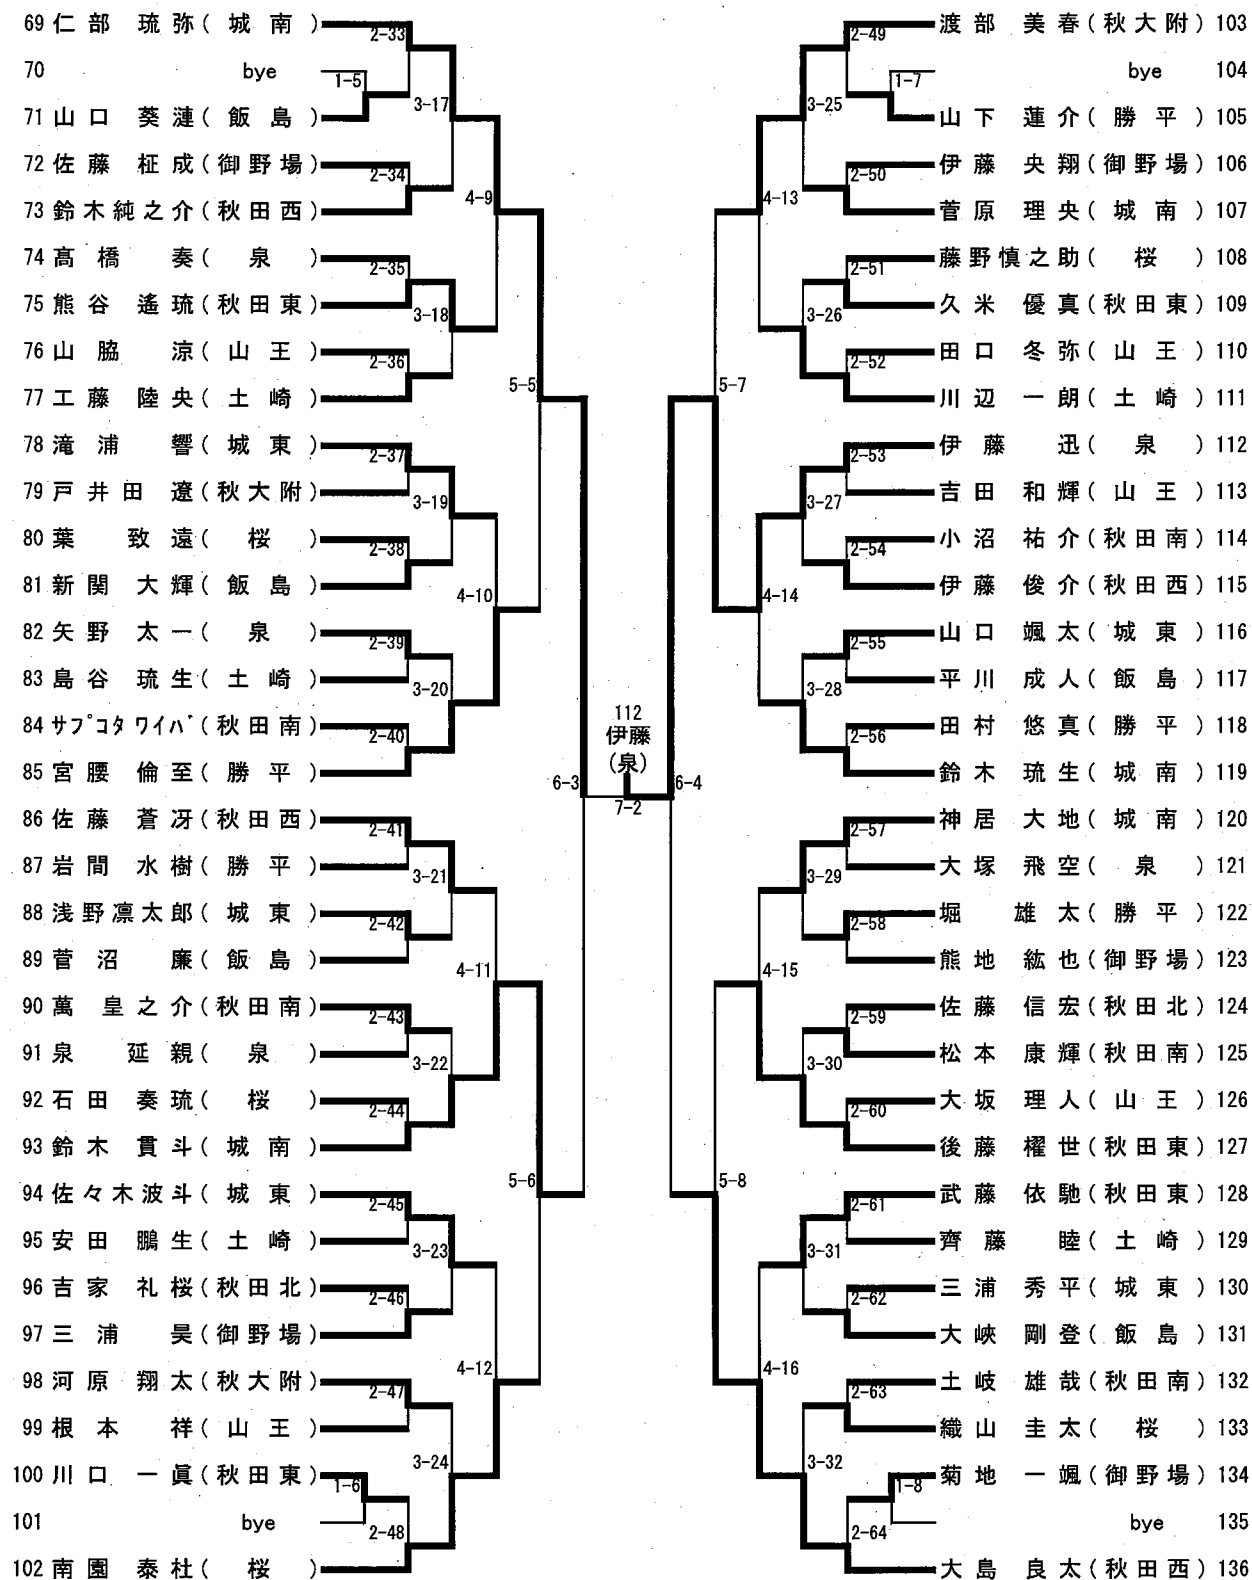 69 仁部 琉弥(城南)
2-33
70 bye
1-5
3-17
71 山口 葵漣(飯島)
72 佐藤 柾成(御野場)
2-34
4-9
73 鈴木純之介(秋田西)
74 髙橋 奏(泉)
2-35
75 熊谷 遙琉(秋田東)
3-18
76 山脇 涼(山王)
2-36
5-5
77 工藤 陸央(土崎)
78 滝浦 響(城東)
2-37
79 戸井田 遼(秋大附)
3-19
80 葉 致遠(桜)
2-38
81 新関 大輝(飯島)
4-10
82 矢野 太一(泉)
2-39
83 島谷 琉生(土崎)
3-20
84 サプコタ ワイバ(秋田南)
2-40
85 宮腰 倫至(勝平)
6-3
86 佐藤 蒼冴(秋田西)
2-41
87 岩間 水樹(勝平)
3-21
88 浅野凛太郎(城東)
2-42
89 菅沼 廉(飯島)
4-11
90 萬 皇之介(秋田南)
2-43
91 泉 延親(泉)
3-22
92 石田 奏琉(桜)
2-44
93 鈴木 貫斗(城南)
94 佐々木波斗(城東)
2-45
5-6
95 安田 鵬生(土崎)
3-23
96 吉家 礼桜(秋田北)
2-46
97 三浦 昊(御野場)
4-12
98 河原 翔太(秋大附)
2-47
99 根本 祥(山王)
3-24
100 川口 一眞(秋田東)
1-6
101 bye
2-48
102 南園 泰杜(桜)
112
伊藤
(泉)
7-2
渡部 美春(秋大附) 103
2-49
bye 104
1-7
3-25
山下 蓮介(勝平) 105
伊藤 央翔(御野場) 106
2-50
4-13
菅原 理央(城南) 107
藤野慎之助(桜) 108
2-51
久米 優真(秋田東) 109
3-26
田口 冬弥(山王) 110
2-52
5-7
川辺 一朗(土崎) 111
伊藤 迅(泉) 112
2-53
吉田 和輝(山王) 113
3-27
小沼 祐介(秋田南) 114
2-54
伊藤 俊介(秋田西) 115
4-14
山口 颯太(城東) 116
2-55
平川 成人(飯島) 117
3-28
田村 悠真(勝平) 118
2-56
鈴木 琉生(城南) 119
6-4
神居 大地(城南) 120
2-57
大塚 飛空(泉) 121
3-29
堀 雄太(勝平) 122
2-58
熊地 紘也(御野場) 123
4-15
佐藤 信宏(秋田北) 124
2-59
松本 康輝(秋田南) 125
3-30
大坂 理人(山王) 126
2-60
後藤 櫂世(秋田東) 127
5-8
武藤 依馳(秋田東) 128
2-61
齊藤 睦(土崎) 129
3-31
三浦 秀平(城東) 130
2-62
大峡 剛登(飯島) 131
4-16
土岐 雄哉(秋田南) 132
2-63
織山 圭太(桜) 133
3-32
菊地 一颯(御野場) 134
1-8
bye 135
2-64
大島 良太(秋田西) 136